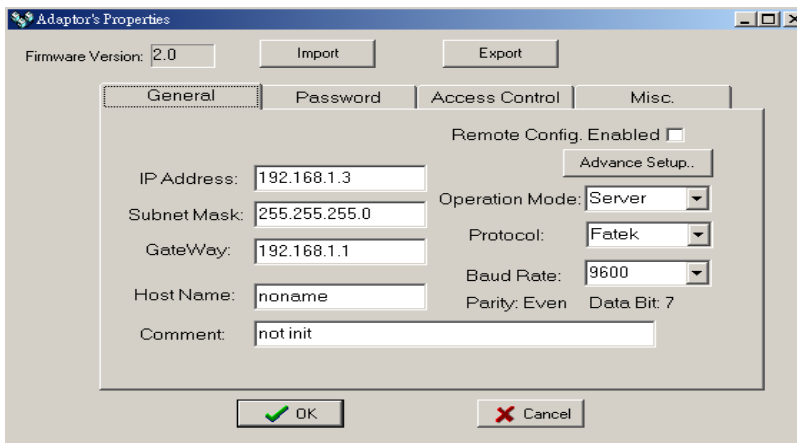 Adaptor's Properties
Firmware Version: 2.0 Import Export
General Password Access Control Misc.
Remote Config. Enabled
Advance Setup..
IP Address: 192.168.1.3
Operation Mode: Server
Subnet Mask: 255.255.255.0
Protocol: Fatek
GateWay: 192.168.1.1
Baud Rate: 9600
Host Name: noname
Parity: Even Data Bit: 7
Comment: not init
OK Cancel